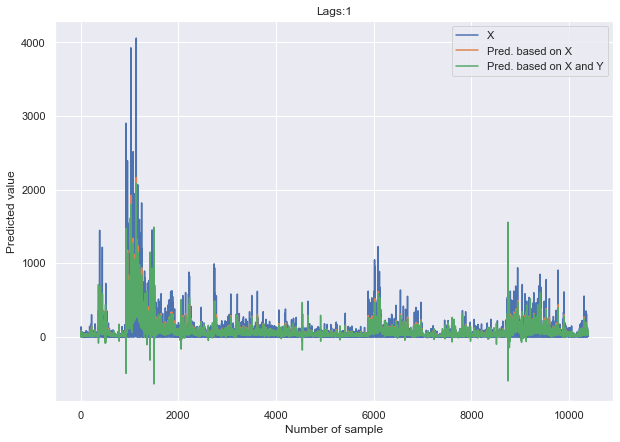 Lags:1
X
Pred. based on X
Pred. based on X and Y
Predicted value
4000
3000
2000
1000
0
0
2000
4000
6000
8000
10000
Number of sample